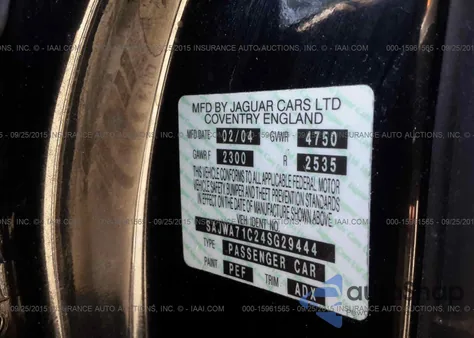 000-15961565 - 09/25/2015 INSURANCE AUTO AUCTIONS, INC. © - IAAI.COM
MFD BY JAGUAR CARS LTD
COVENTRY ENGLAND
MFD DATE 02/04 GVWR 4750
GAWR F 2300 R 2535
THIS VEHICLE CONFORMS TO ALL APPLICABLE FEDERAL MOTOR
VEHICLE SAFETY BUMPER AND THEFT PREVENTION STANDARDS
IN EFFECT ON THE DATE OF MANUFACTURE SHOWN ABOVE.
VEH. IDENT. NO.
SAJWA71C24SG29444
TYPE PASSENGER CAR
PAINT PEF TRIM ADX
autoShop